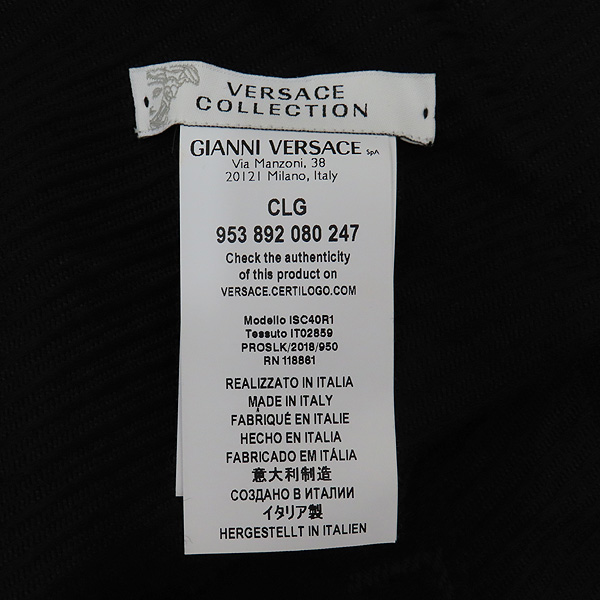 VERSACE
COLLECTION
GIANNI VERSACE SpA
Via Manzoni, 38
20121 Milano, Italy
CLG
953 892 080 247
Check the authenticity
of this product on
VERSACE.CERTILOGO.COM
Modello ISC40R1
Tessuto IT02859
PROSLK/2018/950
RN 118861
REALIZZATO IN ITALIA
MADE IN ITALY
FABRIQUÉ EN ITALIE
HECHO EN ITALIA
FABRICADO EM ITÁLIA
意大利制造
СОЗДАНО В ИТАЛИИ
イタリア製
HERGESTELLT IN ITALIEN